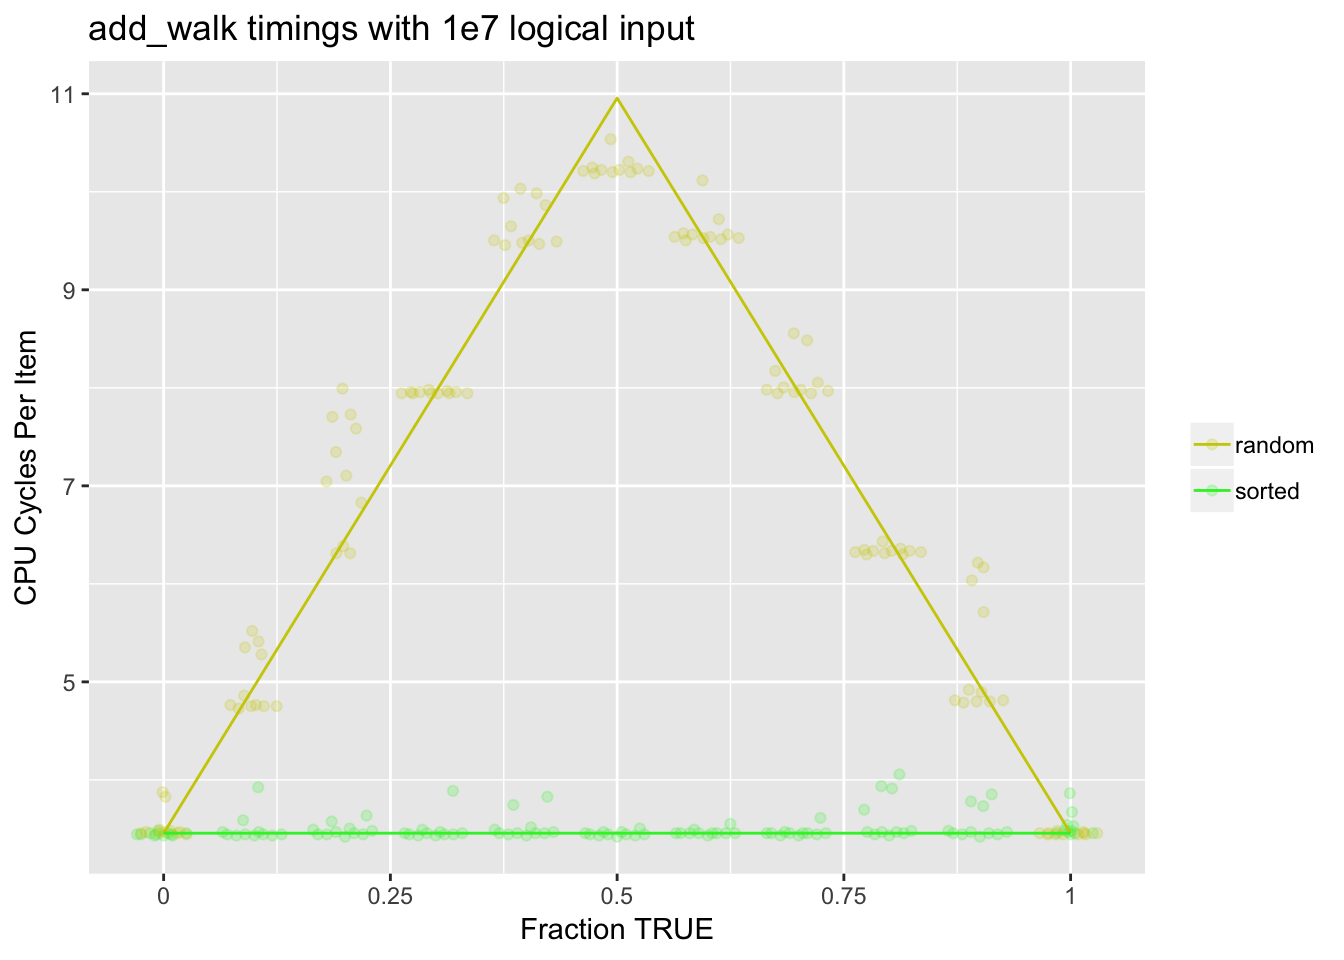 add_walk timings with 1e7 logical input
11
9
7
5
CPU Cycles Per Item
0 0.25 0.5 0.75 1
Fraction TRUE
random
sorted